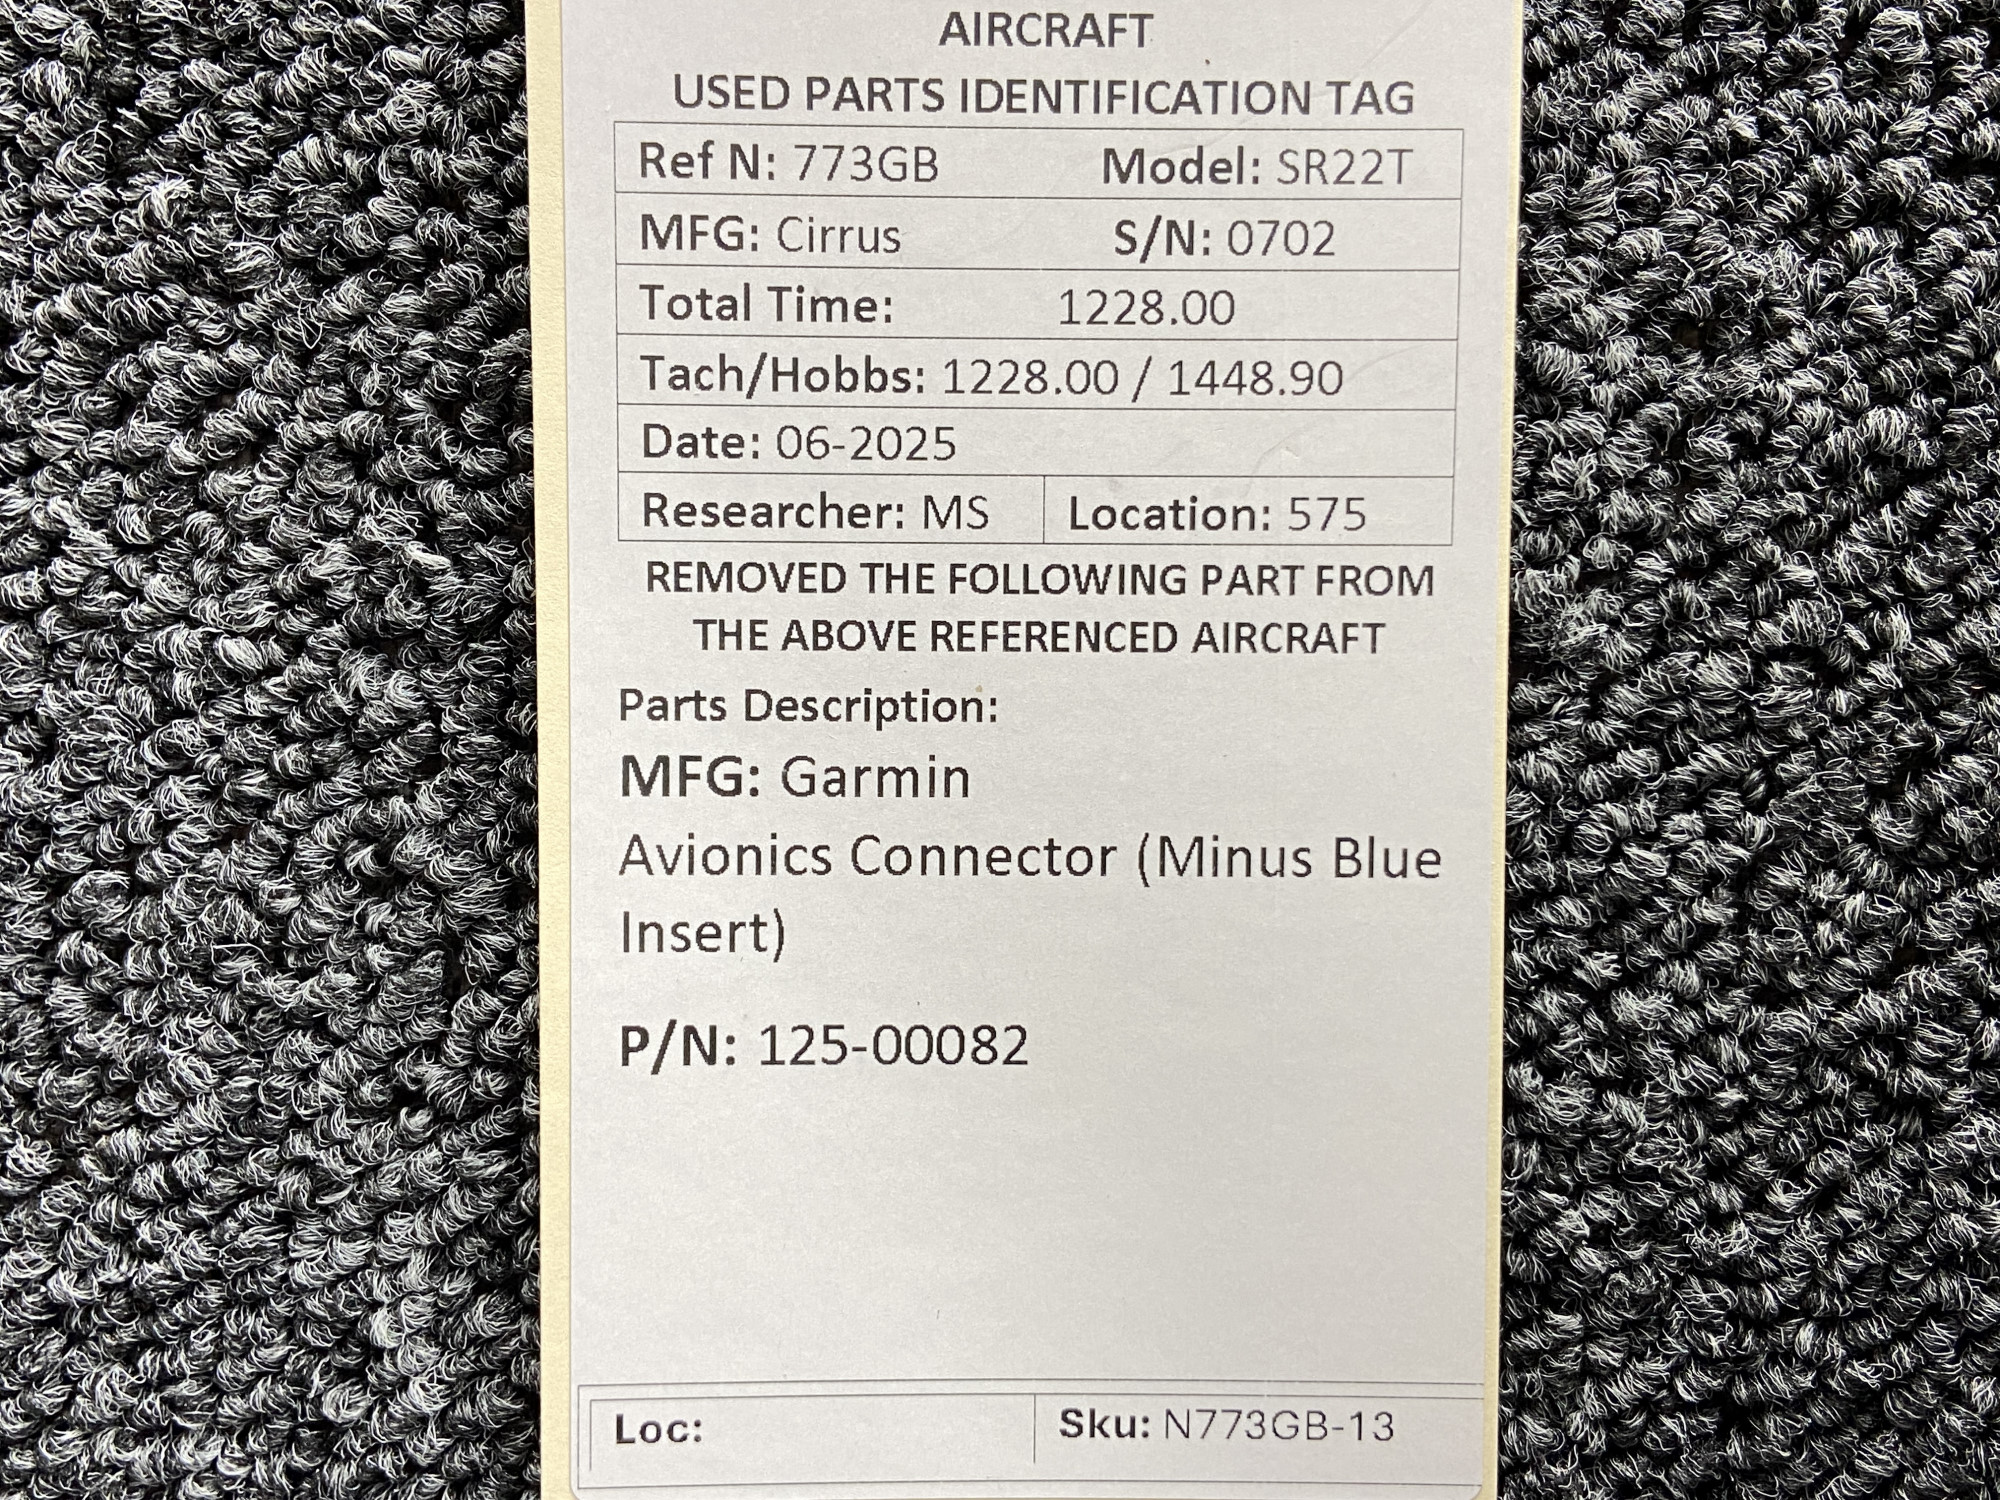 AIRCRAFT
USED PARTS IDENTIFICATION TAG
Ref N: 773GB Model: SR22T
MFG: Cirrus S/N: 0702
Total Time: 1228.00
Tach/Hobbs: 1228.00 / 1448.90
Date: 06-2025
Researcher: MS Location: 575
REMOVED THE FOLLOWING PART FROM
THE ABOVE REFERENCED AIRCRAFT
Parts Description:
MFG: Garmin
Avionics Connector (Minus Blue
Insert)
P/N: 125-00082
Loc: Sku: N773GB-13